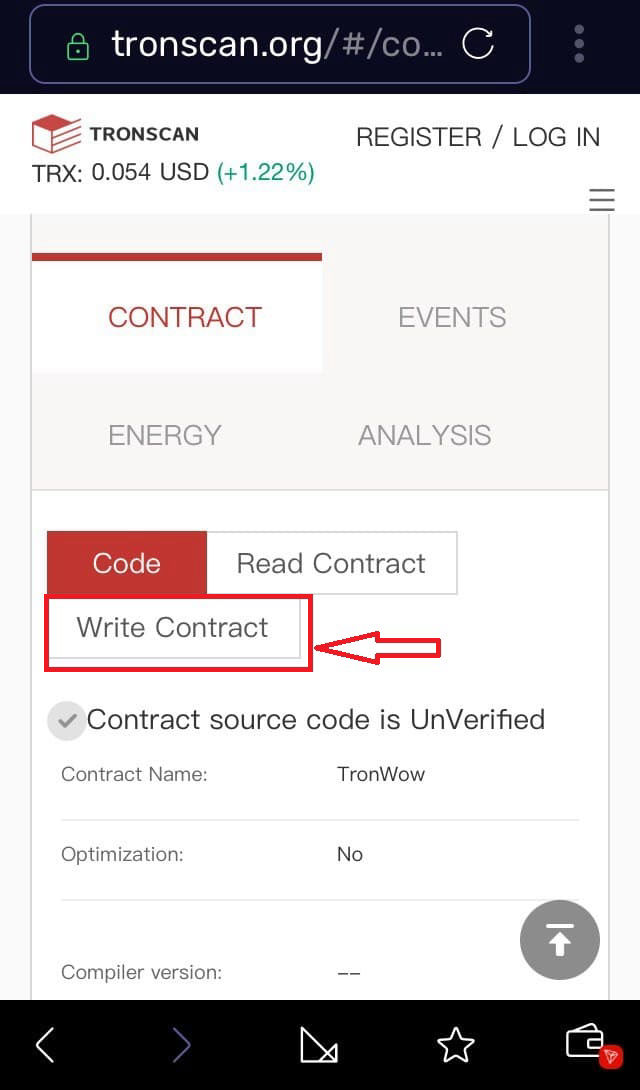 tronscan.org/#/co...
TRONSCAN
REGISTER / LOG IN
TRX: 0.054 USD (+1.22%)
CONTRACT
EVENTS
ENERGY
ANALYSIS
Code
Read Contract
Write Contract
Contract source code is UnVerified
Contract Name: TronWow
Optimization: No
Compiler version: --